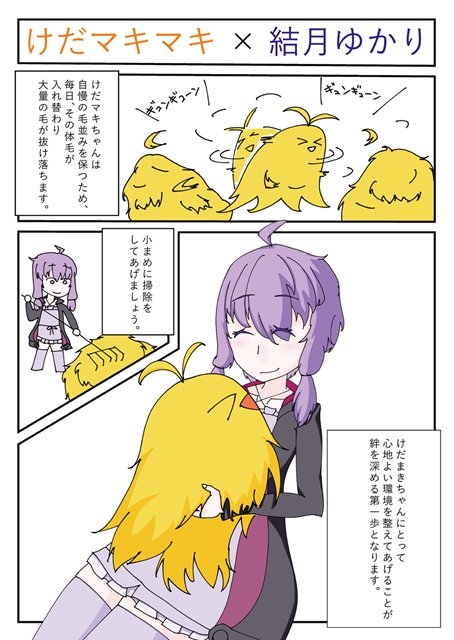 けだマキマキ × 結月ゆかり
けだマキちゃんは
自慢の毛並みを保つため、
毎日、その体毛が
入れ替わり
大量の毛が抜け落ちます。
ギュンギューン
ギュンギューン
小まめに掃除を
してあげましょう。
けだまきちゃんにとって
心地よい環境を整えてあげることが
絆を深める第一歩となります。